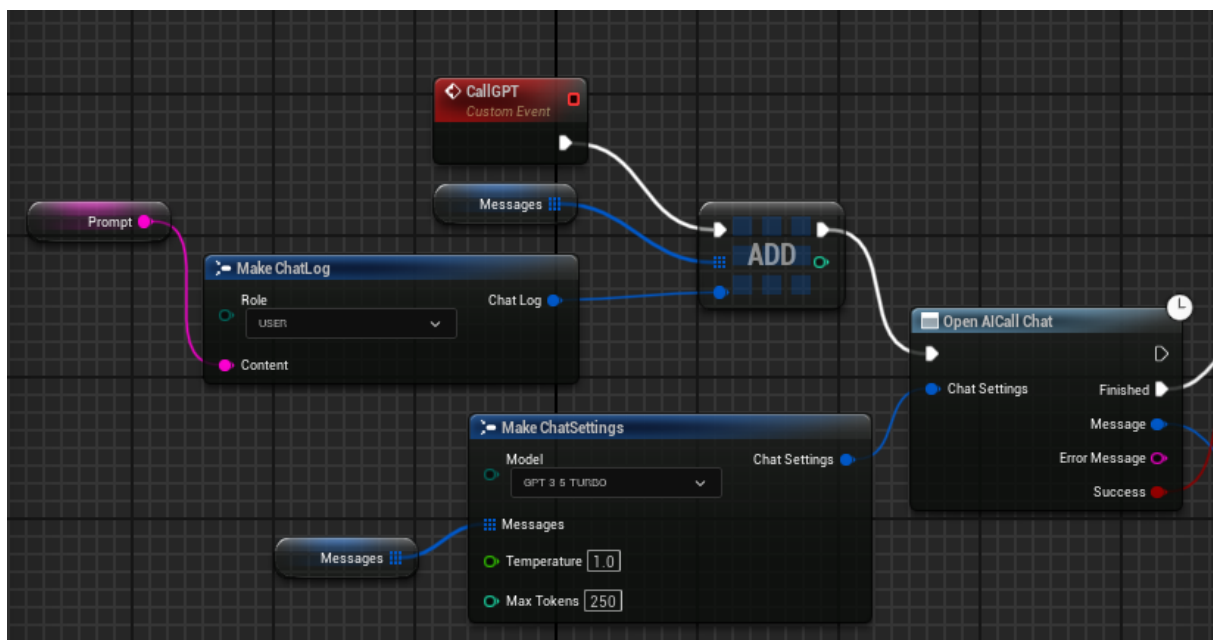 CallGPT
Custom Event
Messages
Prompt
ADD
Make ChatLog
Role
Chat Log
USER
Content
Open AICall Chat
Chat Settings
Finished
Message
Error Message
Success
Make ChatSettings
Model
Chat Settings
GPT 3 5 TURBO
Messages
Messages
Temperature 1.0
Max Tokens 250